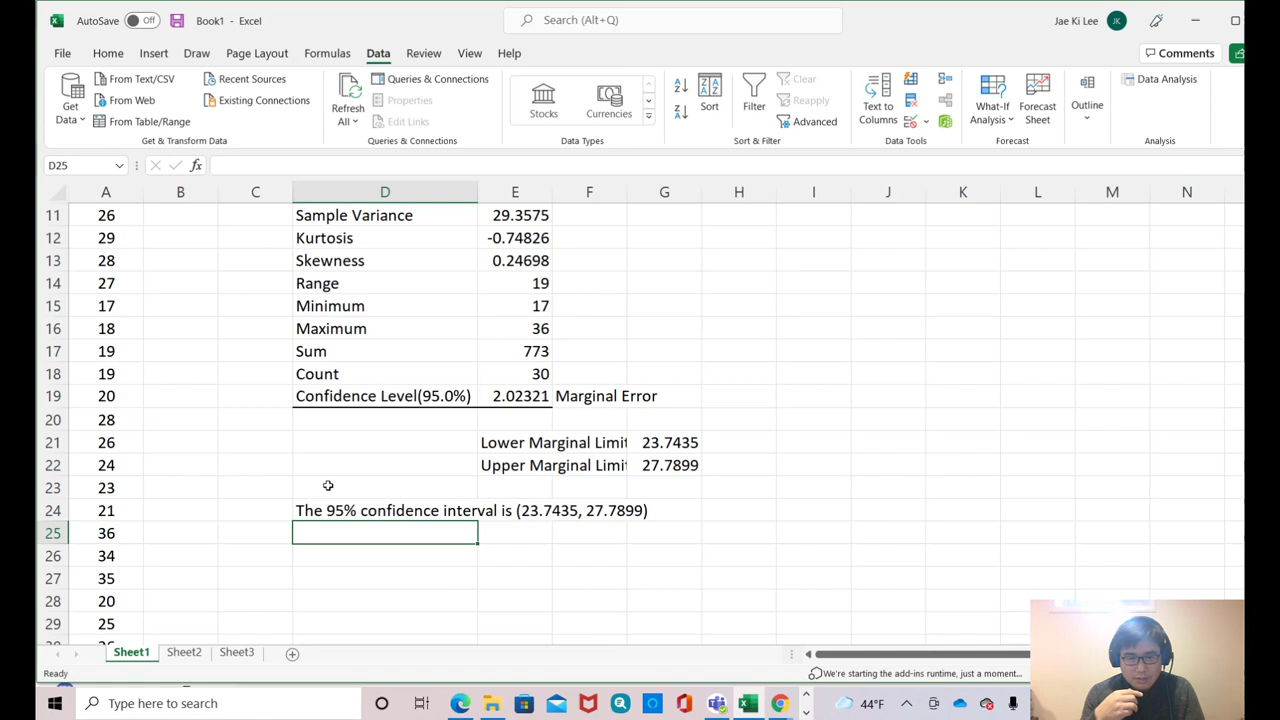 AutoSave Off Book1 - Excel Search (Alt+Q) Jae Ki Lee JK
File Home Insert Draw Page Layout Formulas Data Review View Help Comments
Get Data From Text/CSV Recent Sources
From Web Existing Connections
From Table/Range
Get & Transform Data
Refresh All Queries & Connections
Properties
Edit Links
Queries & Connections
Stocks Currencies
Data Types
Sort Filter Clear
Reapply
Advanced
Sort & Filter
Text to Columns
Data Tools
What-If Analysis Forecast Sheet
Forecast
Outline
Data Analysis
Analysis
D25 fx
A B C D E F G H I J K L M N
11 26 Sample Variance 29.3575
12 29 Kurtosis -0.74826
13 28 Skewness 0.24698
14 27 Range 19
15 17 Minimum 17
16 18 Maximum 36
17 19 Sum 773
18 19 Count 30
19 20 Confidence Level(95.0%) 2.02321 Marginal Error
20 28
21 26 Lower Marginal Limit 23.7435
22 24 Upper Marginal Limit 27.7899
23 23
24 21 The 95% confidence interval is (23.7435, 27.7899)
25 36
26 34
27 35
28 20
29 25
Sheet1 Sheet2 Sheet3
Ready We're starting the add-ins runtime, just a moment...
Type here to search 44°F